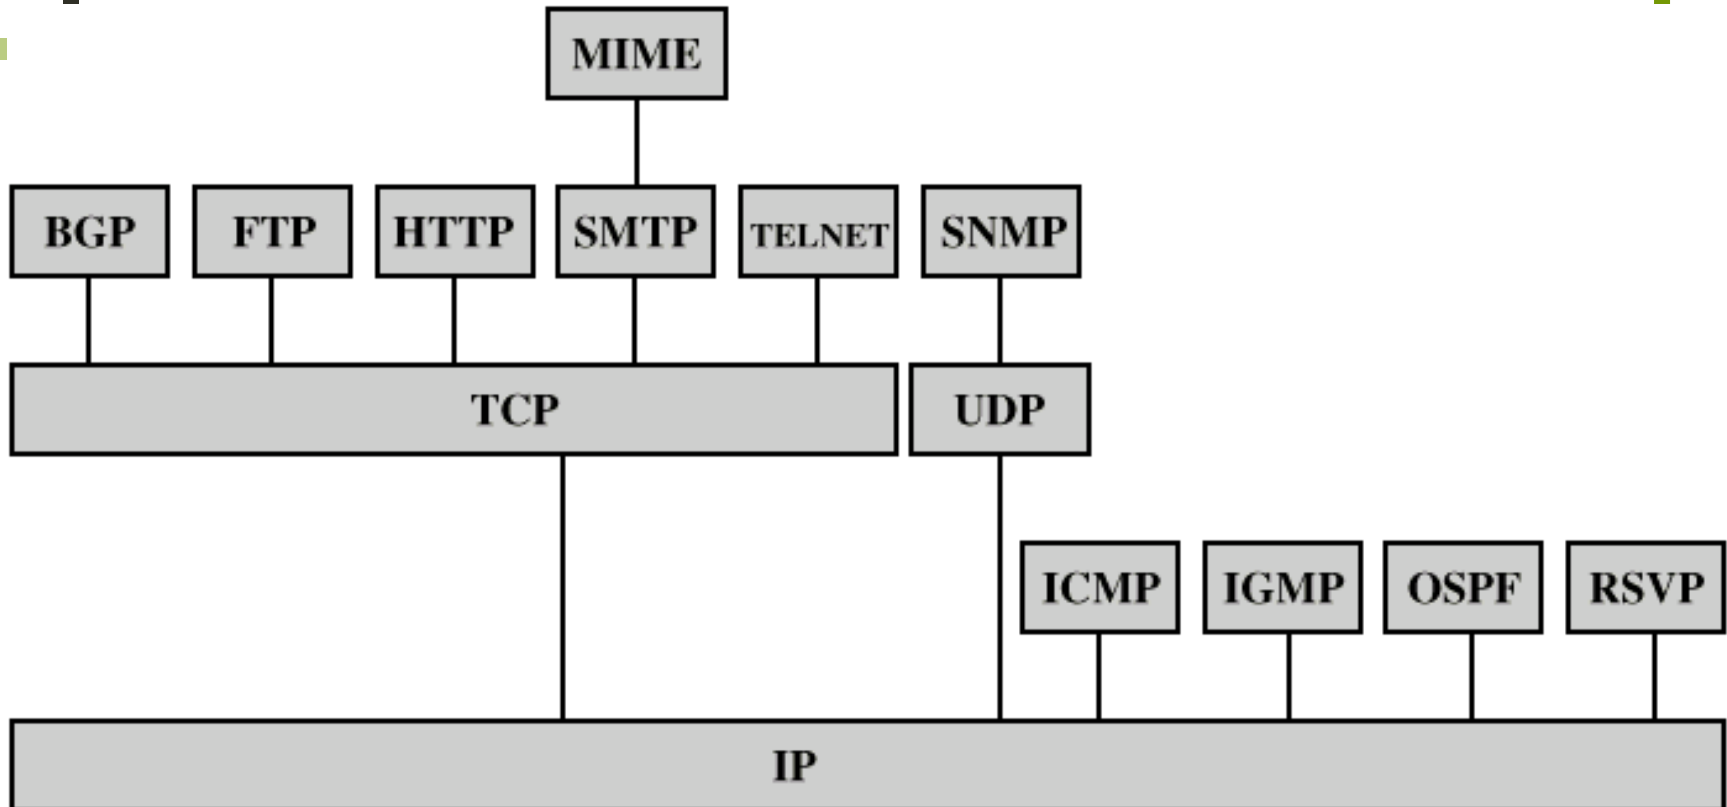 MIME
BGP FTP HTTP SMTP TELNET SNMP
TCP UDP
ICMP IGMP OSPF RSVP
IP